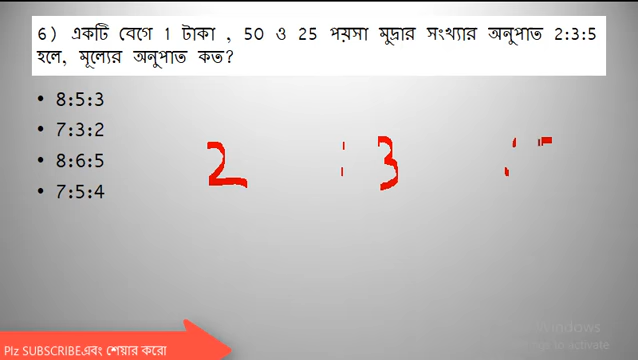 6) একটি বেগে 1 টাকা , 50 ও 25 পয়সা মুদ্রার সংখ্যার অনুপাত 2:3:5
হলে, মূল্যের অনুপাত কত?
• 8:5:3
• 7:3:2
• 8:6:5
• 7:5:4
2 : 3 :
Plz SUBSCRIBEএবং শেয়ার করো